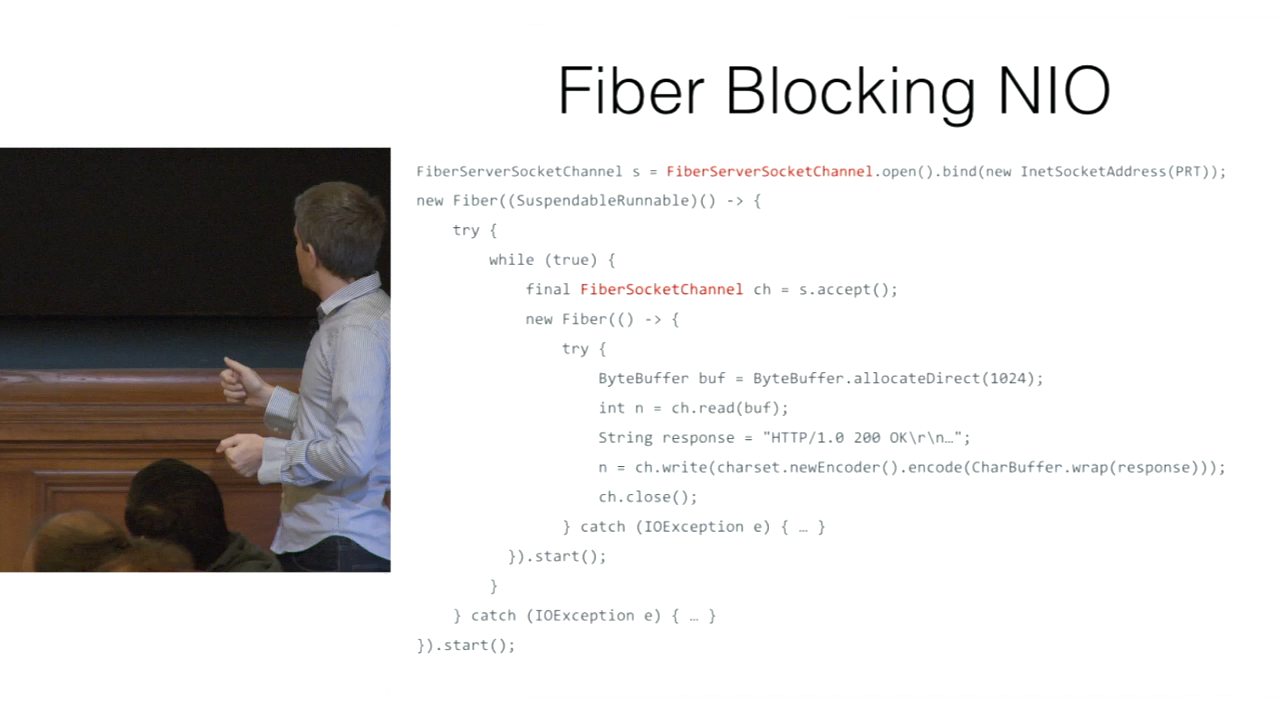 Fiber Blocking NIO
FiberServerSocketChannel s = FiberServerSocketChannel.open().bind(new InetSocketAddress(PRT));
new Fiber((SuspendableRunnable)() -> {
try {
while (true) {
final FiberSocketChannel ch = s.accept();
new Fiber(() -> {
try {
ByteBuffer buf = ByteBuffer.allocateDirect(1024);
int n = ch.read(buf);
String response = "HTTP/1.0 200 OK\r\n…";
n = ch.write(charset.newEncoder().encode(CharBuffer.wrap(response)));
ch.close();
} catch (IOException e) { … }
}).start();
}
} catch (IOException e) { … }
}).start();